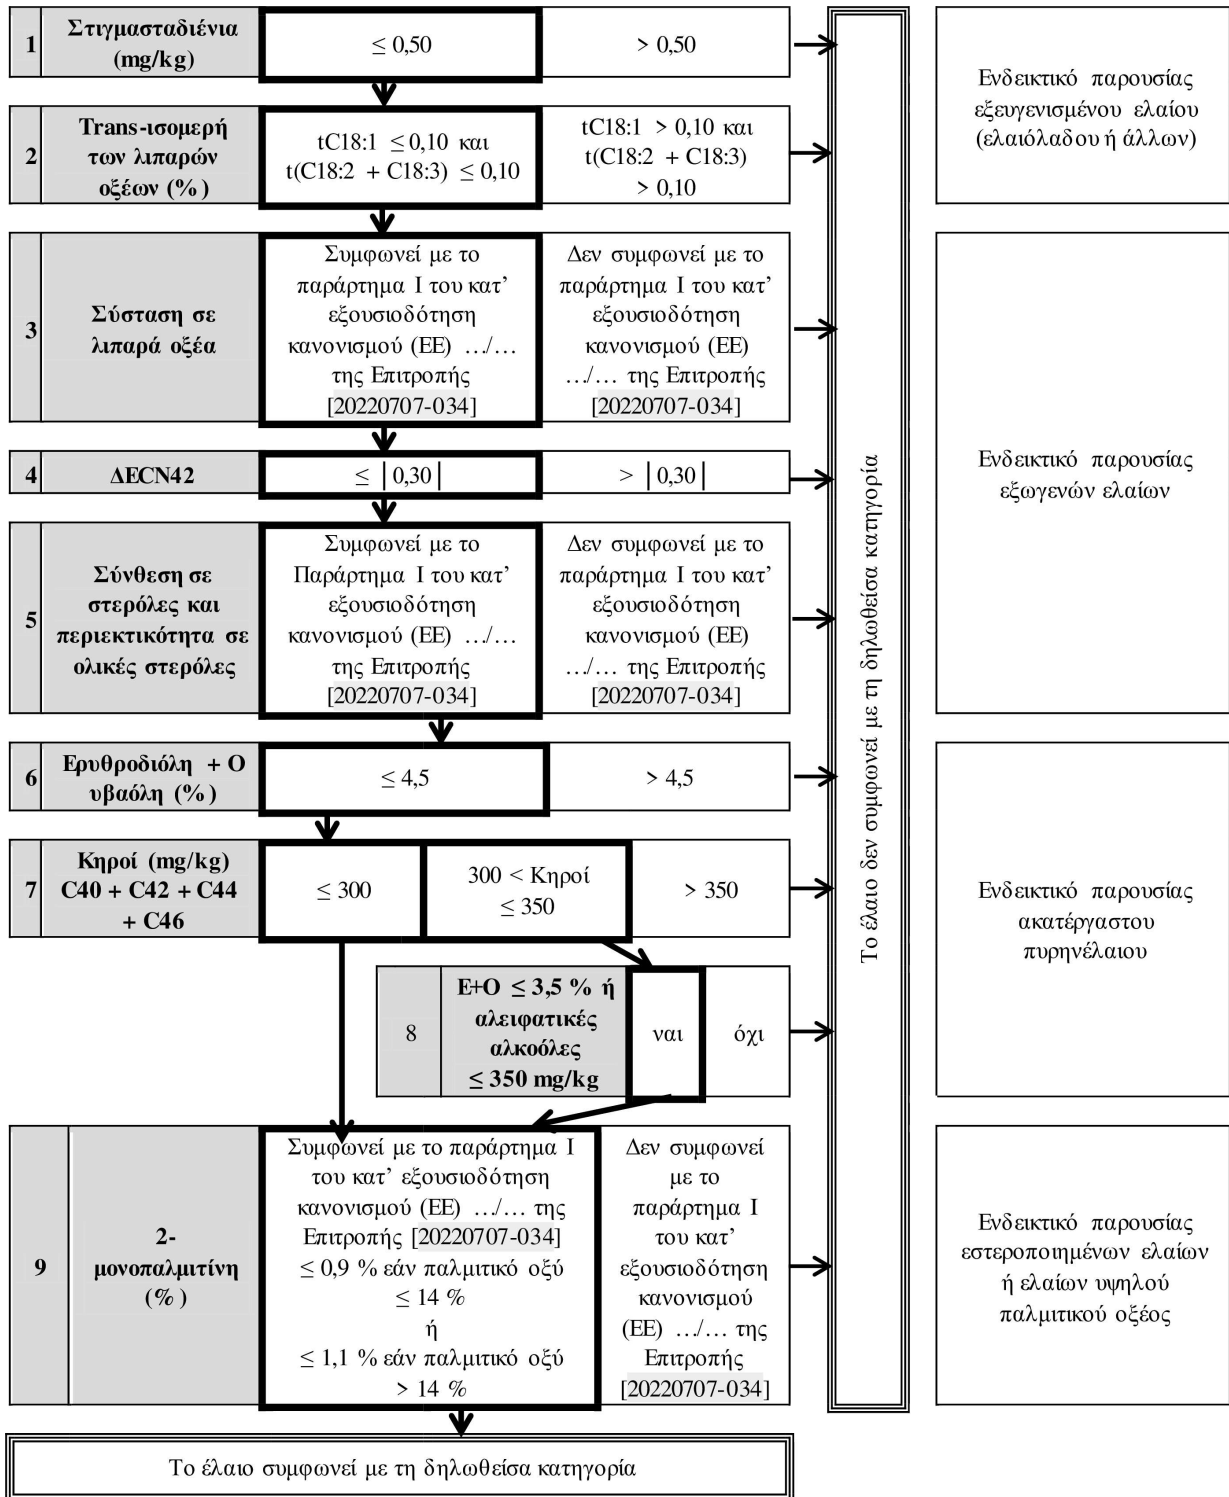 1
Στιγμασταδιένια
(mg/kg)
≤ 0,50
> 0,50
2
Trans-ισομερή
των λιπαρών
οξέων (%)
tC18:1 ≤ 0,10 και
t(C18:2 + C18:3) ≤ 0,10
tC18:1 > 0,10 και
t(C18:2 + C18:3)
> 0,10
Ενδεικτικό παρουσίας
εξευγενισμένου ελαίου
(ελαιόλαδου ή άλλων)
3
Σύσταση σε
λιπαρά οξέα
Συμφωνεί με το
παράρτημα I του κατ’
εξουσιοδότηση
κανονισμού (ΕΕ) …/…
της Επιτροπής
[20220707-034]
Δεν συμφωνεί με το
παράρτημα I του κατ’
εξουσιοδότηση
κανονισμού (ΕΕ)
…/… της Επιτροπής
[20220707-034]
4
ΔECN42
≤ |0,30|
> |0,30|
5
Σύνθεση σε
στερόλες και
περιεκτικότητα σε
ολικές στερόλες
Συμφωνεί με το
Παράρτημα I του κατ’
εξουσιοδότηση
κανονισμού (ΕΕ) …/…
της Επιτροπής
[20220707-034]
Δεν συμφωνεί με το
παράρτημα I του κατ’
εξουσιοδότηση
κανονισμού (ΕΕ)
…/… της Επιτροπής
[20220707-034]
Ενδεικτικό παρουσίας
εξωγενών ελαίων
6
Ερυθροδιόλη + Ο
υβαόλη (%)
≤ 4,5
> 4,5
7
Κηροί (mg/kg)
C40 + C42 + C44
+ C46
≤ 300
300 < Κηροί
≤ 350
> 350
8
E+O ≤ 3,5 % ή
αλειφατικές
αλκοόλες
≤ 350 mg/kg
ναι
όχι
Ενδεικτικό παρουσίας
ακατέργαστου
πυρηνέλαιου
9
2-
μονοπαλμιτίνη
(%)
Συμφωνεί με το παράρτημα I
του κατ’ εξουσιοδότηση
κανονισμού (ΕΕ) …/… της
Επιτροπής [20220707-034]
≤ 0,9 % εάν παλμιτικό οξύ
≤ 14 %
ή
≤ 1,1 % εάν παλμιτικό οξύ
> 14 %
Δεν συμφωνεί
με το
παράρτημα I
του κατ’
εξουσιοδότηση
κανονισμού
(ΕΕ) …/… της
Επιτροπής
[20220707-034]
Ενδεικτικό παρουσίας
εστεροποιημένων ελαίων
ή ελαίων υψηλού
παλμιτικού οξέος
Το έλαιο δεν συμφωνεί με τη δηλωθείσα κατηγορία
Το έλαιο συμφωνεί με τη δηλωθείσα κατηγορία